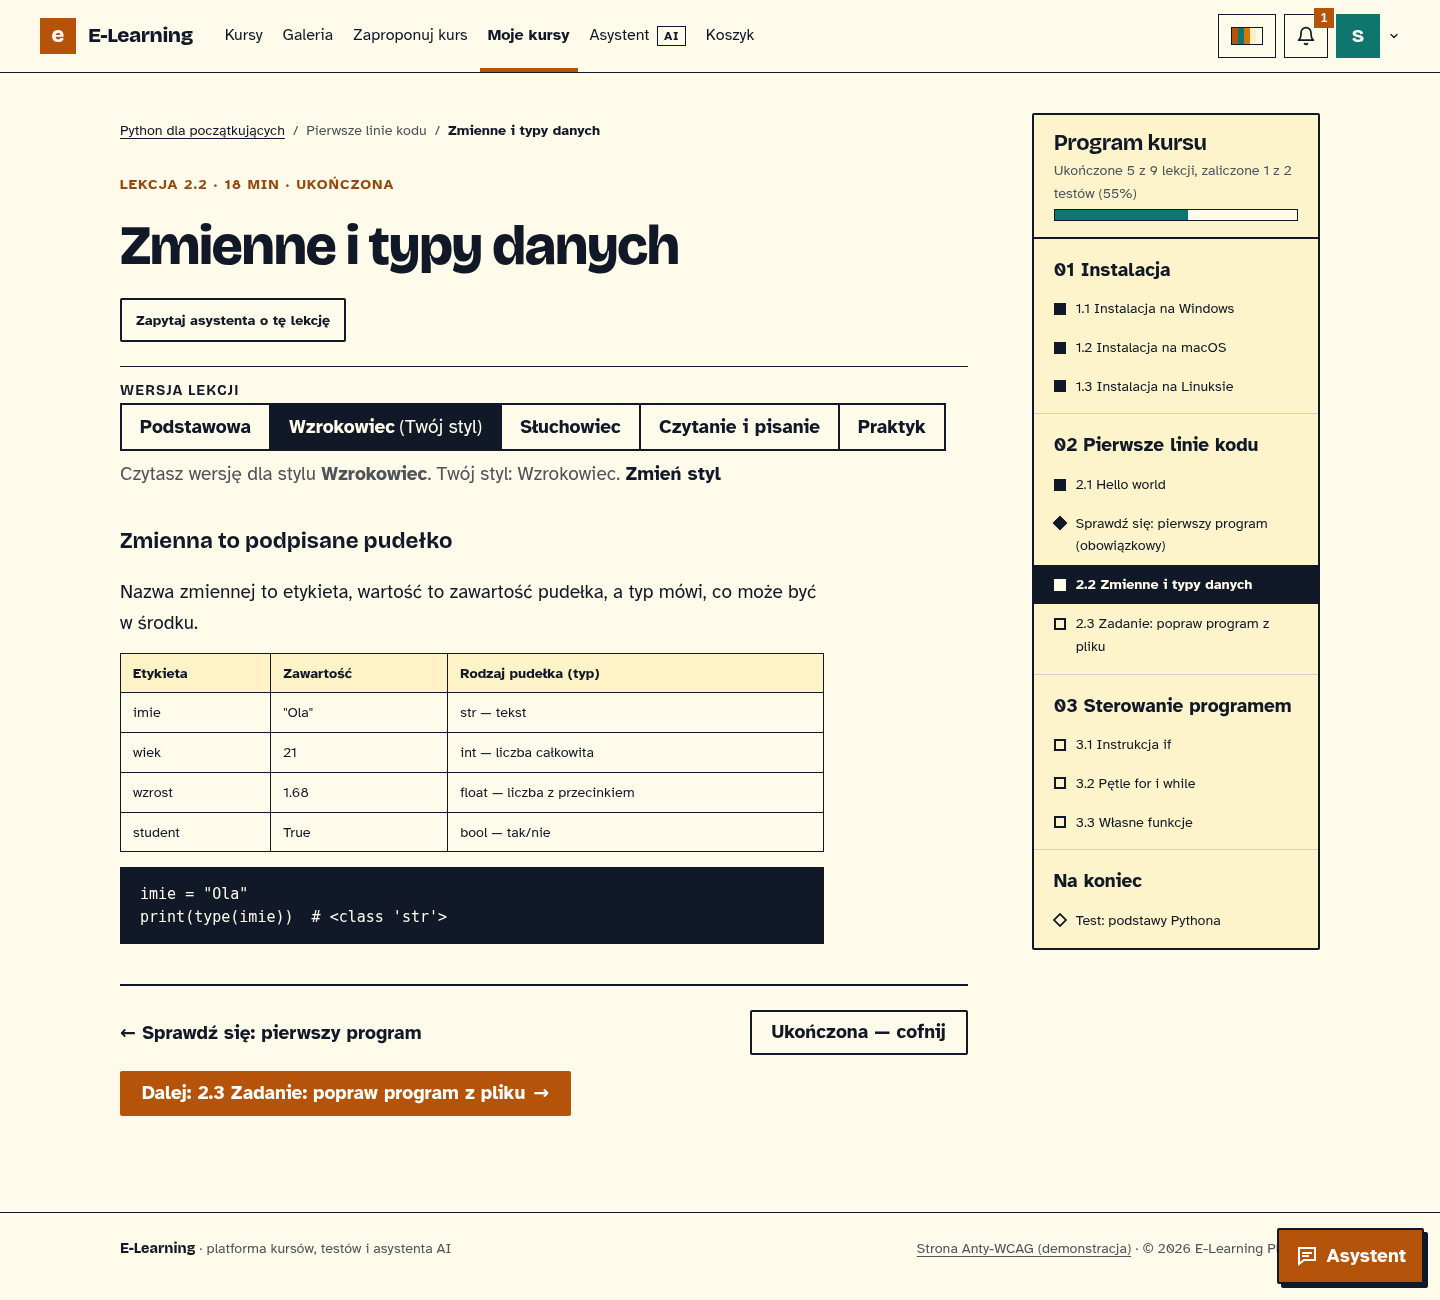 e E-Learning Kursy Galeria Zaproponuj kurs Moje kursy Asystent AI Koszyk 1 S
Python dla początkujących / Pierwsze linie kodu / Zmienne i typy danych
LEKCJA 2.2 · 18 MIN · UKOŃCZONA
Zmienne i typy danych
Zapytaj asystenta o tę lekcję
WERSJA LEKCJI
Podstawowa Wzrokowiec (Twój styl) Słuchowiec Czytanie i pisanie Praktyk
Czytasz wersję dla stylu Wzrokowiec. Twój styl: Wzrokowiec. Zmień styl
Zmienna to podpisane pudełko
Nazwa zmiennej to etykieta, wartość to zawartość pudełka, a typ mówi, co może być
w środku.
Etykieta Zawartość Rodzaj pudełka (typ)
imie "Ola" str — tekst
wiek 21 int — liczba całkowita
wzrost 1.68 float — liczba z przecinkiem
student True bool — tak/nie
imie = "Ola"
print(type(imie))  # <class 'str'>
← Sprawdź się: pierwszy program Ukończona — cofnij
Dalej: 2.3 Zadanie: popraw program z pliku →
Program kursu
Ukończone 5 z 9 lekcji, zaliczone 1 z 2
testów (55%)
01 Instalacja
1.1 Instalacja na Windows
1.2 Instalacja na macOS
1.3 Instalacja na Linuksie
02 Pierwsze linie kodu
2.1 Hello world
Sprawdź się: pierwszy program
(obowiązkowy)
2.2 Zmienne i typy danych
2.3 Zadanie: popraw program z
pliku
03 Sterowanie programem
3.1 Instrukcja if
3.2 Pętle for i while
3.3 Własne funkcje
Na koniec
Test: podstawy Pythona
E-Learning · platforma kursów, testów i asystenta AI Strona Anty-WCAG (demonstracja) · © 2026 E-Learning
Asystent